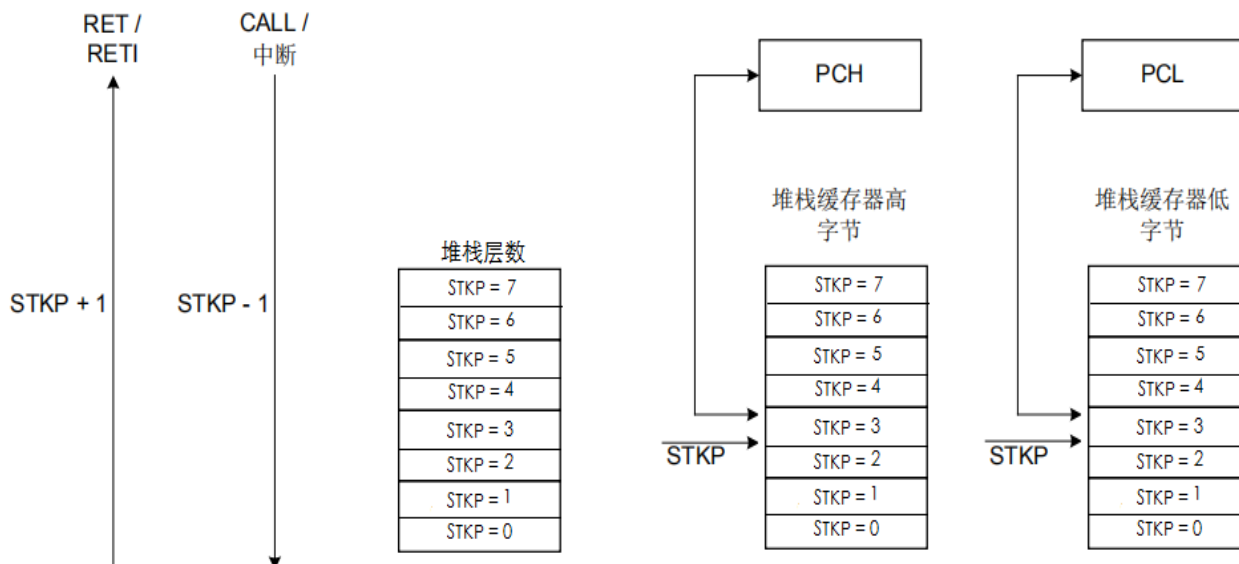 RET /
RETI
CALL /
中断
STKP + 1
STKP - 1
堆栈层数
STKP = 7
STKP = 6
STKP = 5
STKP = 4
STKP = 3
STKP = 2
STKP = 1
STKP = 0
PCH
堆栈缓存器高
字节
STKP = 7
STKP = 6
STKP = 5
STKP = 4
STKP = 3
STKP = 2
STKP = 1
STKP = 0
STKP
PCL
堆栈缓存器低
字节
STKP = 7
STKP = 6
STKP = 5
STKP = 4
STKP = 3
STKP = 2
STKP = 1
STKP = 0
STKP